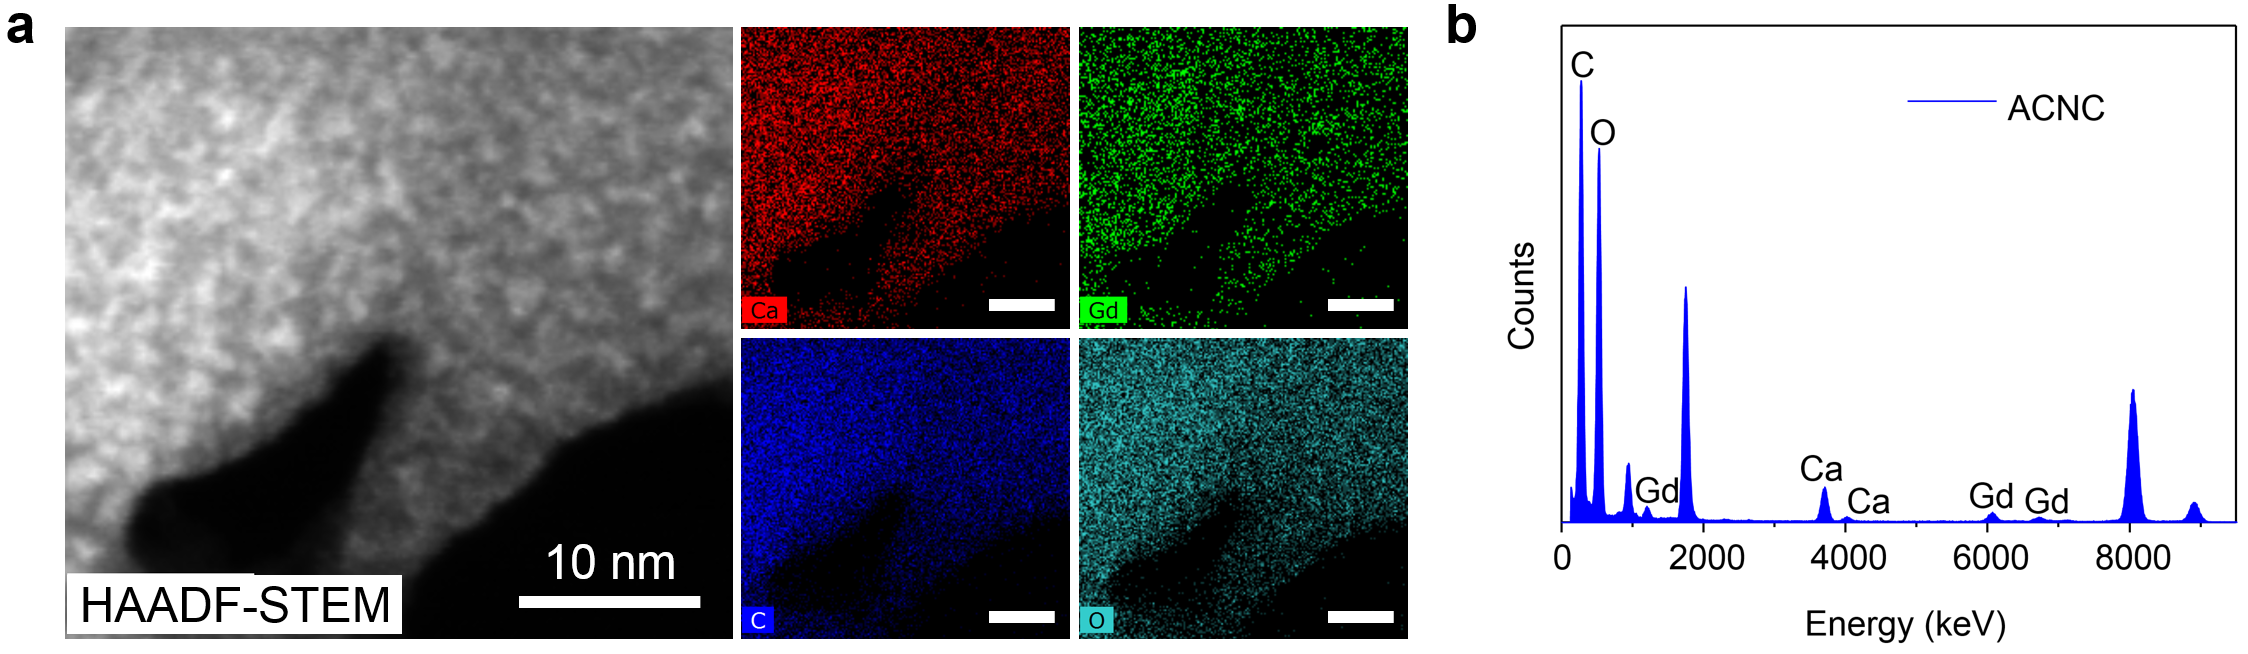 a
HAADF-STEM
10 nm
Ca
Gd
C
O
b
C
O
ACNC
Gd
Ca
Ca
Gd
Gd
Counts
0 2000 4000 6000 8000
Energy (keV)